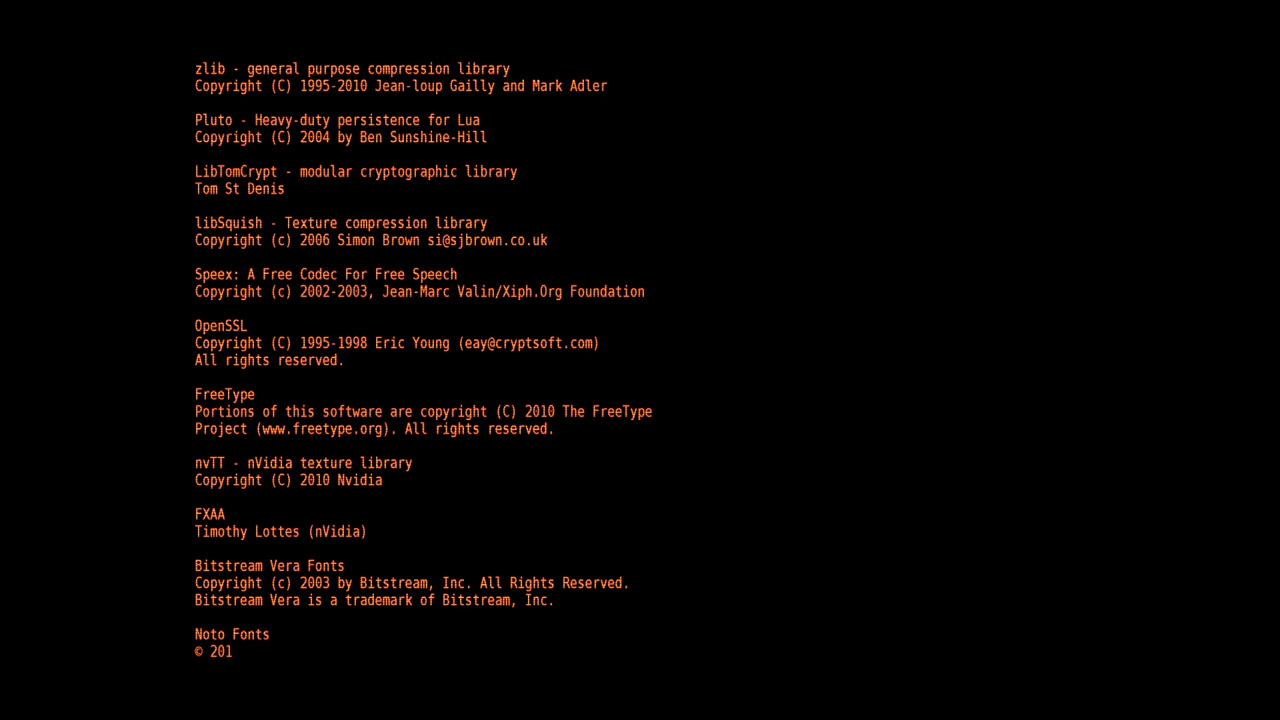 zlib - general purpose compression library
Copyright (C) 1995-2010 Jean-loup Gailly and Mark Adler
Pluto - Heavy-duty persistence for Lua
Copyright (C) 2004 by Ben Sunshine-Hill
LibTomCrypt - modular cryptographic library
Tom St Denis
libSquish - Texture compression library
Copyright (c) 2006 Simon Brown si@sjbrown.co.uk
Speex: A Free Codec For Free Speech
Copyright (c) 2002-2003, Jean-Marc Valin/Xiph.Org Foundation
OpenSSL
Copyright (C) 1995-1998 Eric Young (eay@cryptsoft.com)
All rights reserved.
FreeType
Portions of this software are copyright (C) 2010 The FreeType
Project (www.freetype.org). All rights reserved.
nvTT - nVidia texture library
Copyright (C) 2010 Nvidia
FXAA
Timothy Lottes (nVidia)
Bitstream Vera Fonts
Copyright (c) 2003 by Bitstream, Inc. All Rights Reserved.
Bitstream Vera is a trademark of Bitstream, Inc.
Noto Fonts
© 201